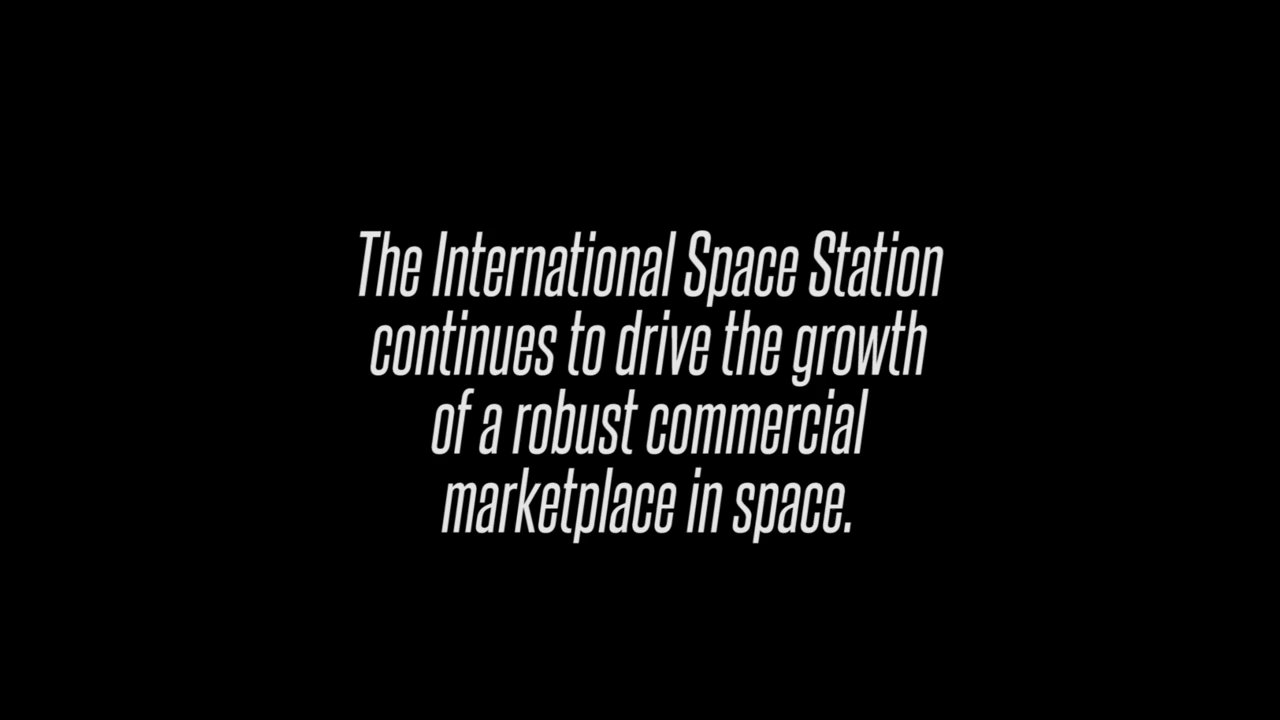 The International Space Station
continues to drive the growth
of a robust commercial
marketplace in space.